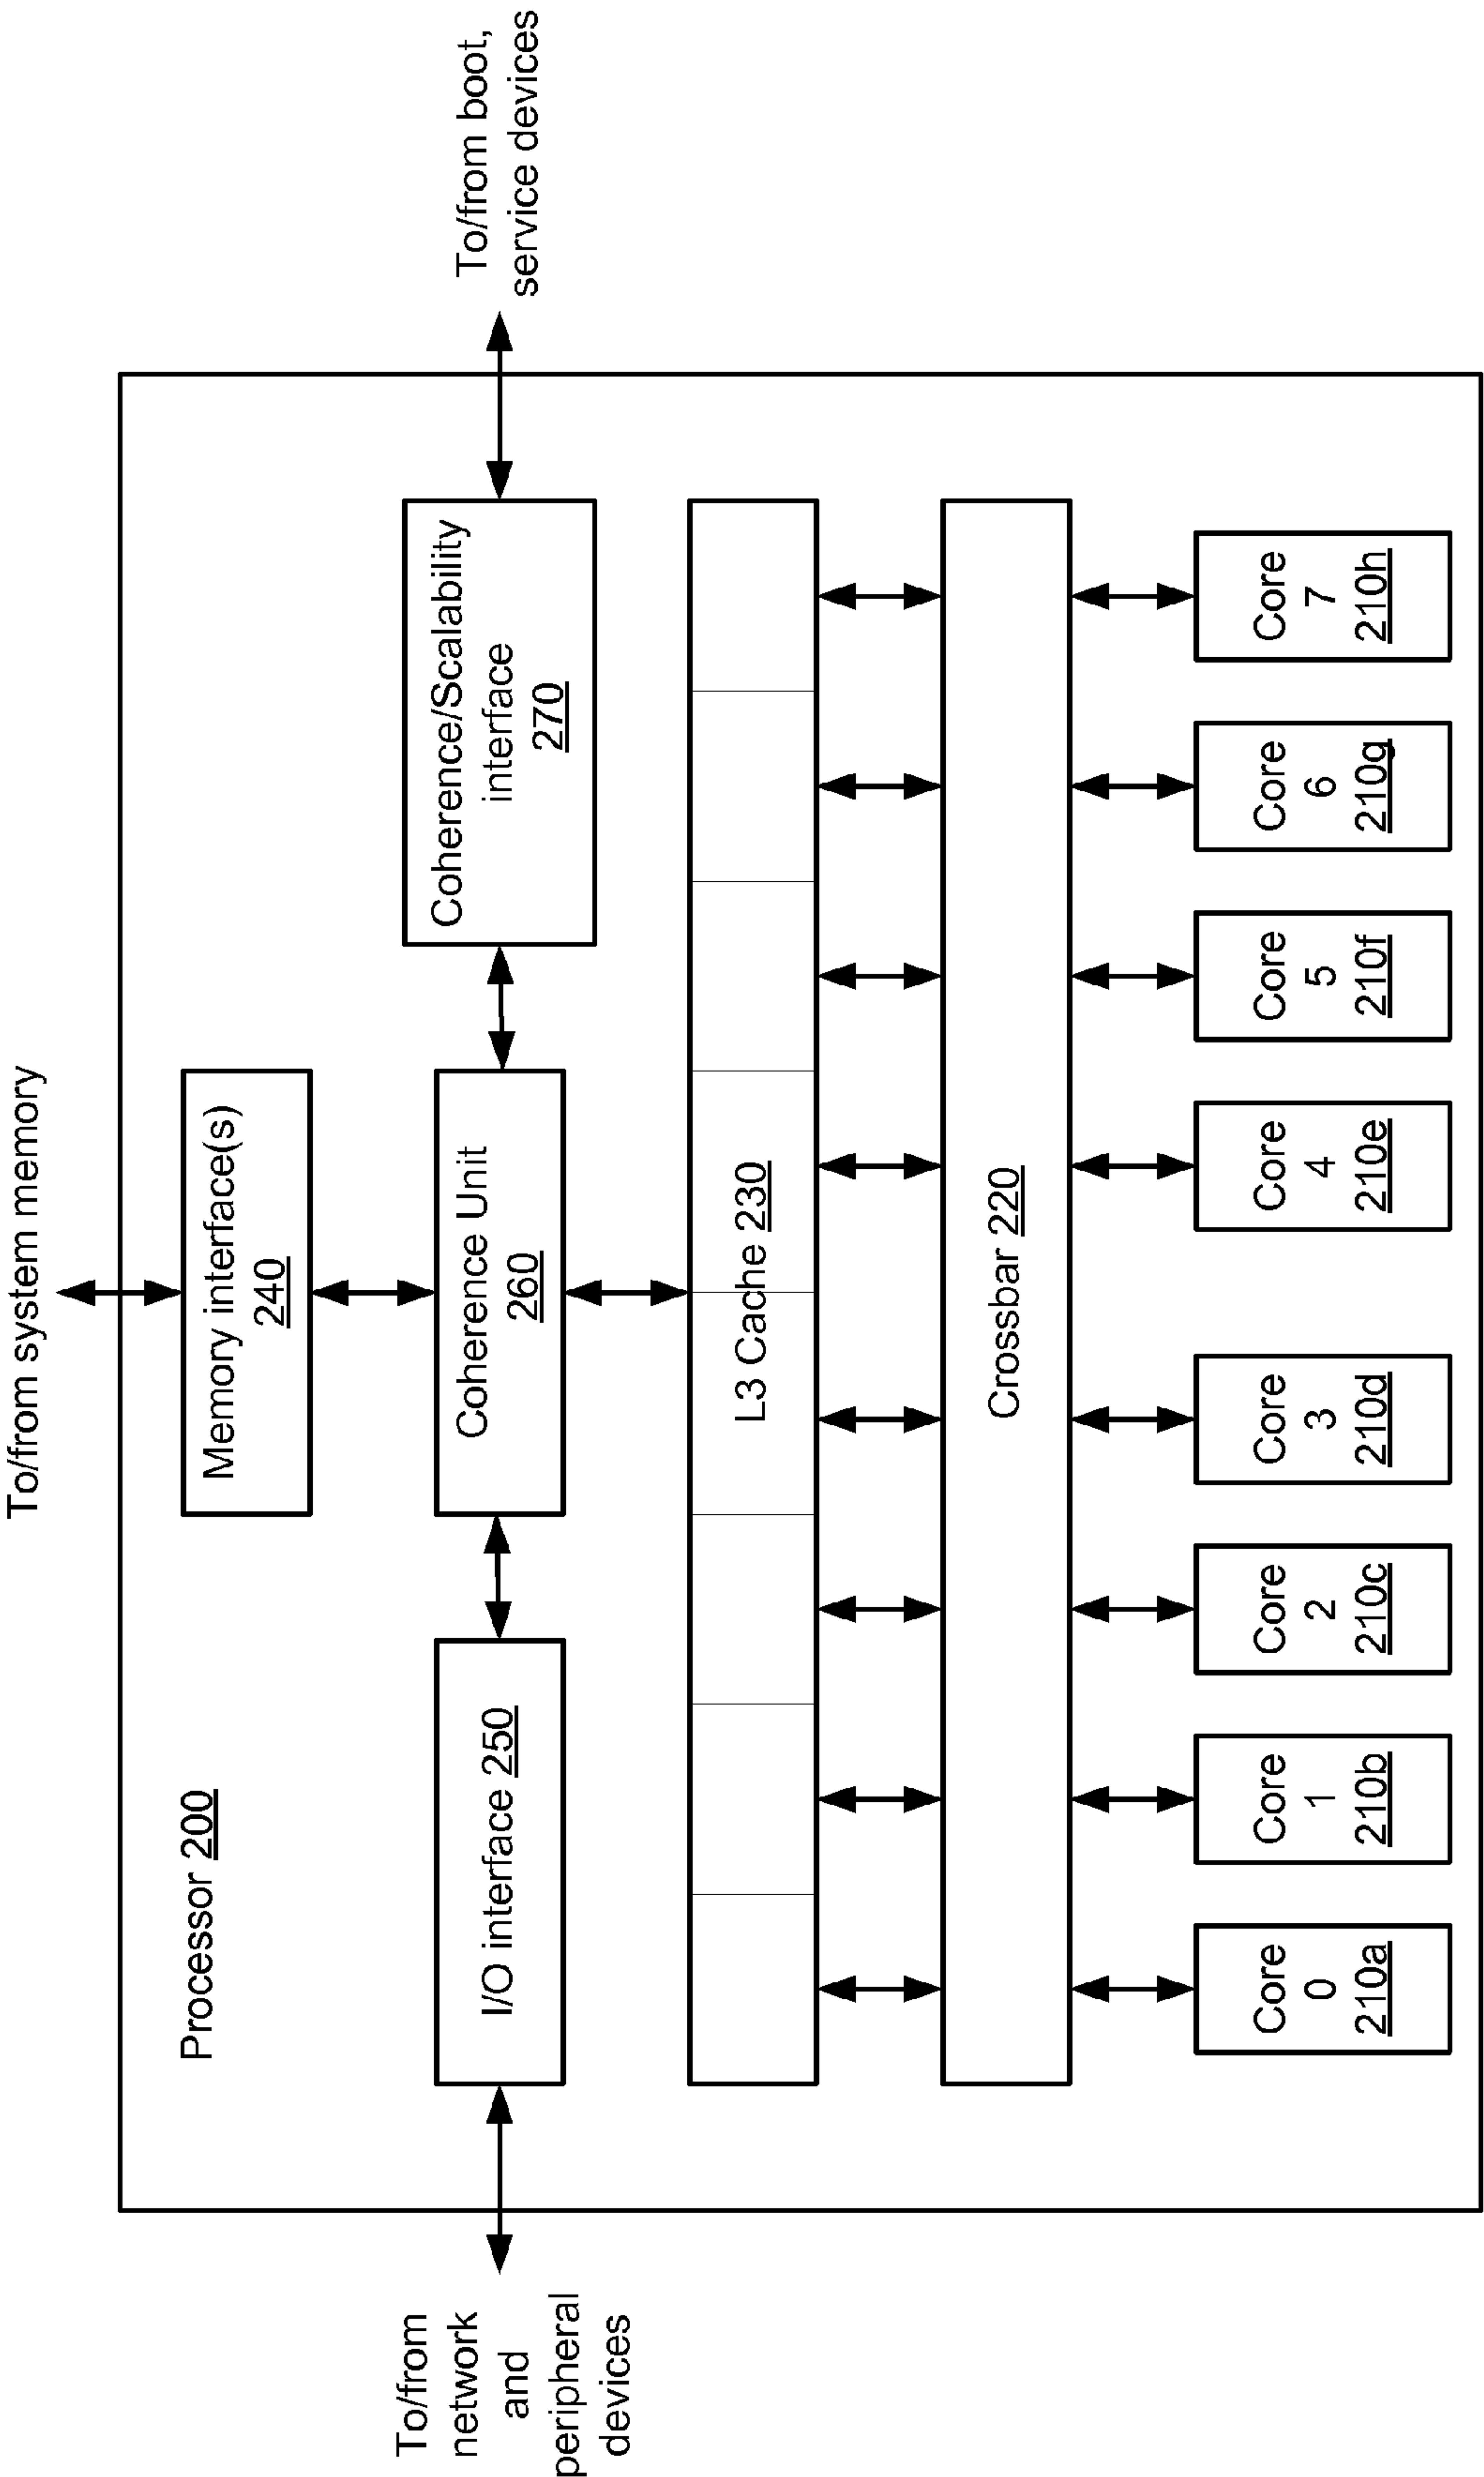 To/from system memory
Processor 200
Memory interface(s)
240
To/from
network
and
peripheral
devices
I/O interface 250
Coherence Unit
260
Coherence/Scalability
interface
270
To/from boot,
service devices
L3 Cache 230
Crossbar 220
Core
0
210a
Core
1
210b
Core
2
210c
Core
3
210d
Core
4
210e
Core
5
210f
Core
6
210g
Core
7
210h